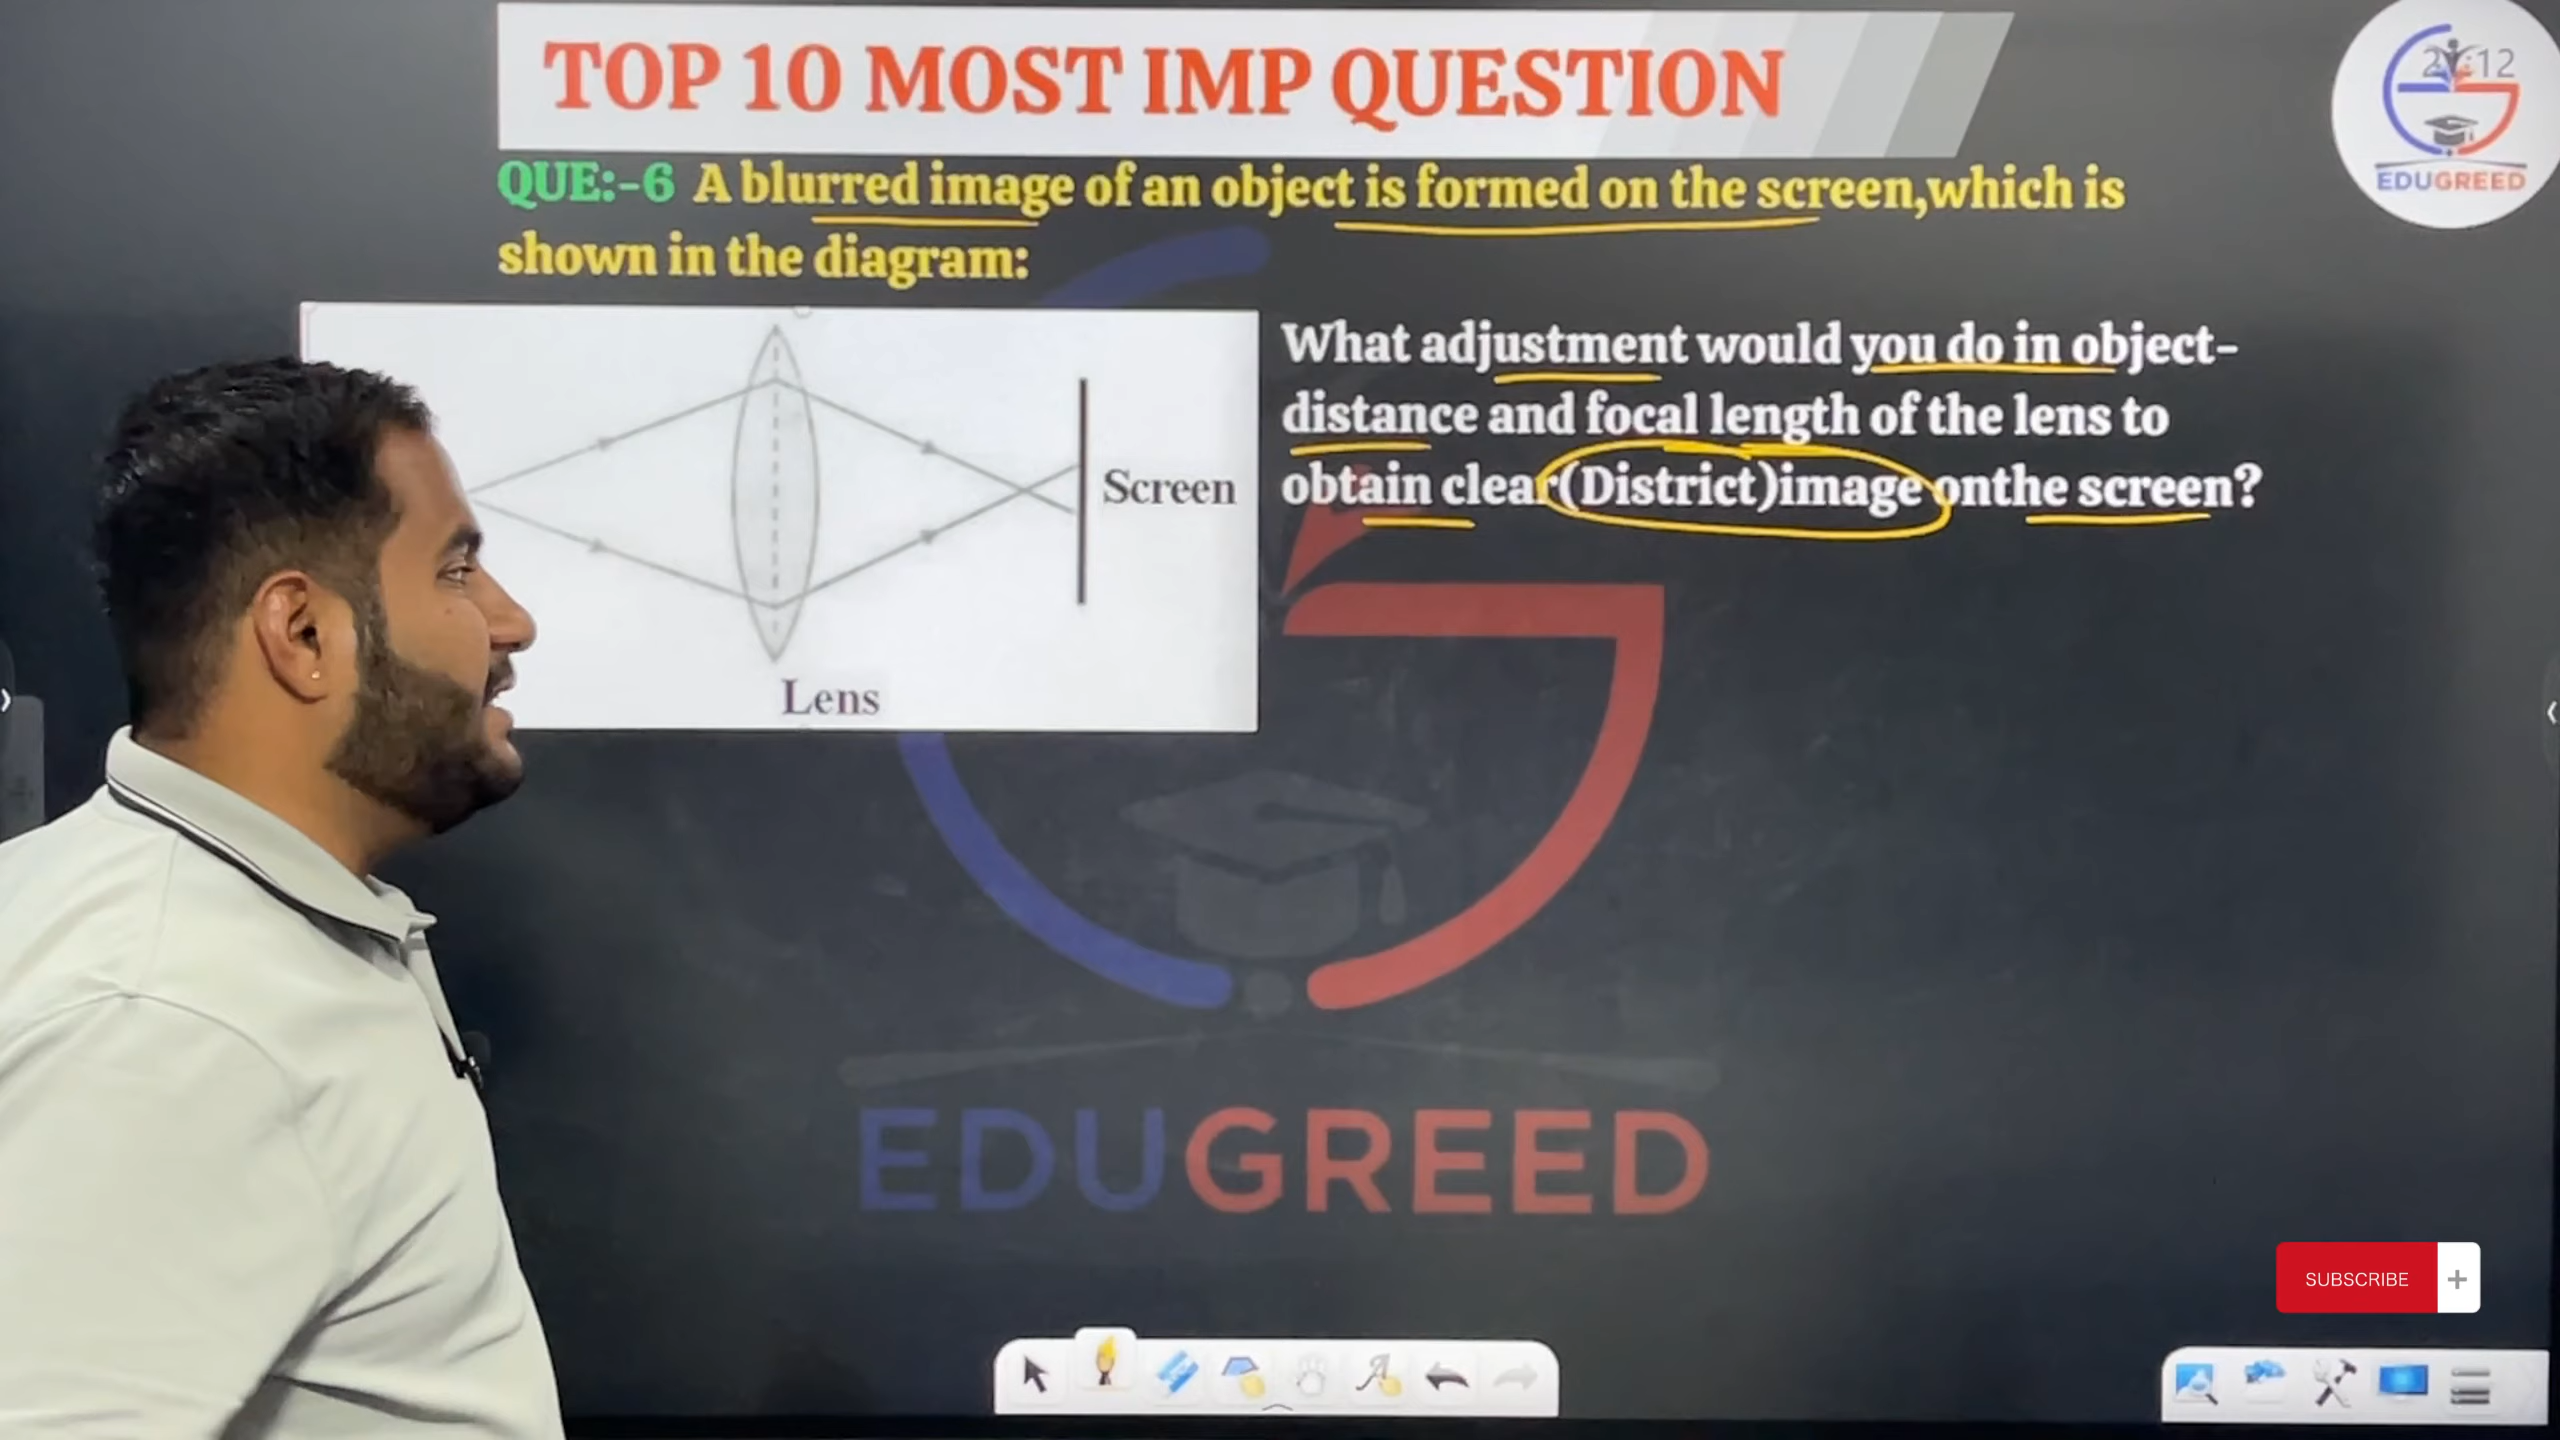 TOP 10 MOST IMP QUESTION
QUE:-6 A blurred image of an object is formed on the screen,which is
shown in the diagram:
What adjustment would you do in object-
distance and focal length of the lens to
obtain clear(District)image onthe screen?
Screen
Lens
EDUGREED
EDUGREED
SUBSCRIBE